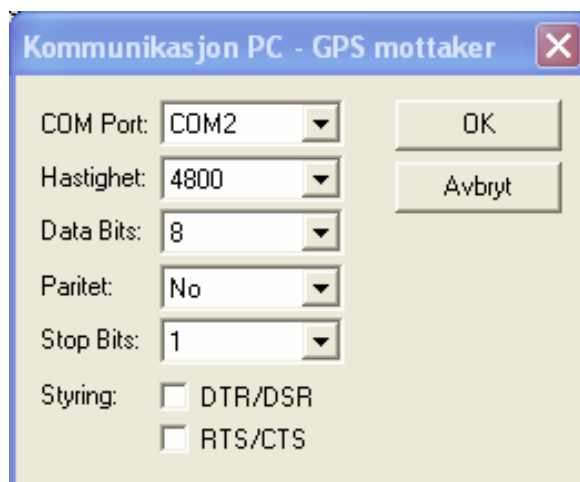 Kommunikasjon PC - GPS mottaker
COM Port: COM2
OK
Hastighet: 4800
Avbryt
Data Bits: 8
Paritet: No
Stop Bits: 1
Styring: DTR/DSR
RTS/CTS